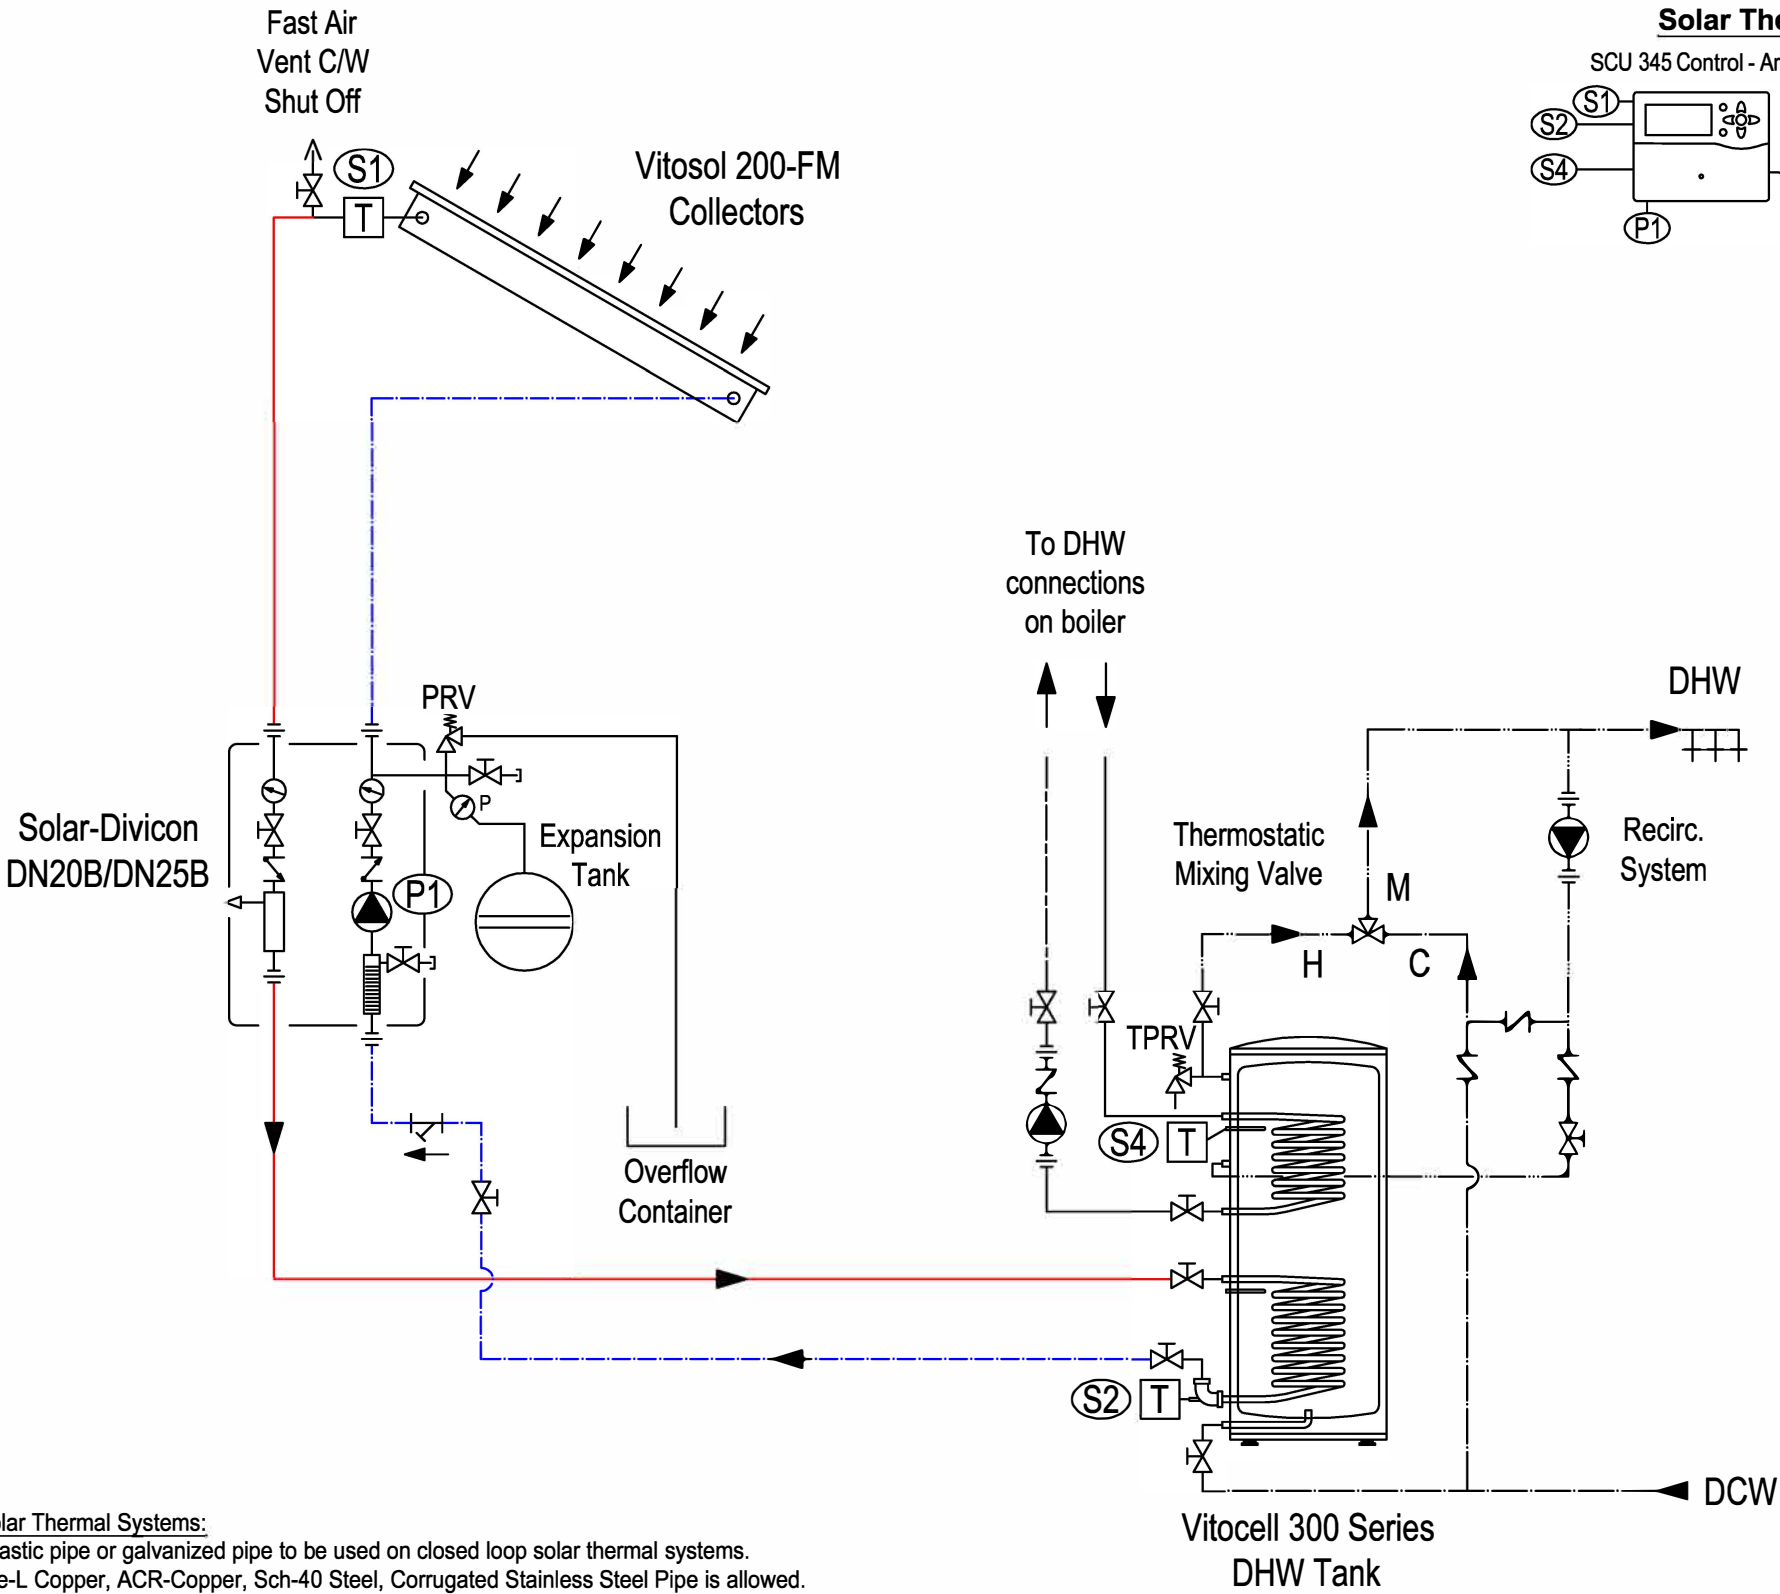 Fast Air
Vent C/W
Shut Off
Solar The
SCU 345 Control - Ar
S1
S2
S4
P1
S1
T
Vitosol 200-FM
Collectors
To DHW
connections
on boiler
DHW
PRV
P
Solar-Divicon
DN20B/DN25B
P1
Expansion
Tank
Thermostatic
Mixing Valve
M
Recirc.
System
H
C
TPRV
S4
T
Overflow
Container
S2
T
DCW
Vitocell 300 Series
DHW Tank
olar Thermal Systems:
astic pipe or galvanized pipe to be used on closed loop solar thermal systems.
e-L Copper, ACR-Copper, Sch-40 Steel, Corrugated Stainless Steel Pipe is allowed.